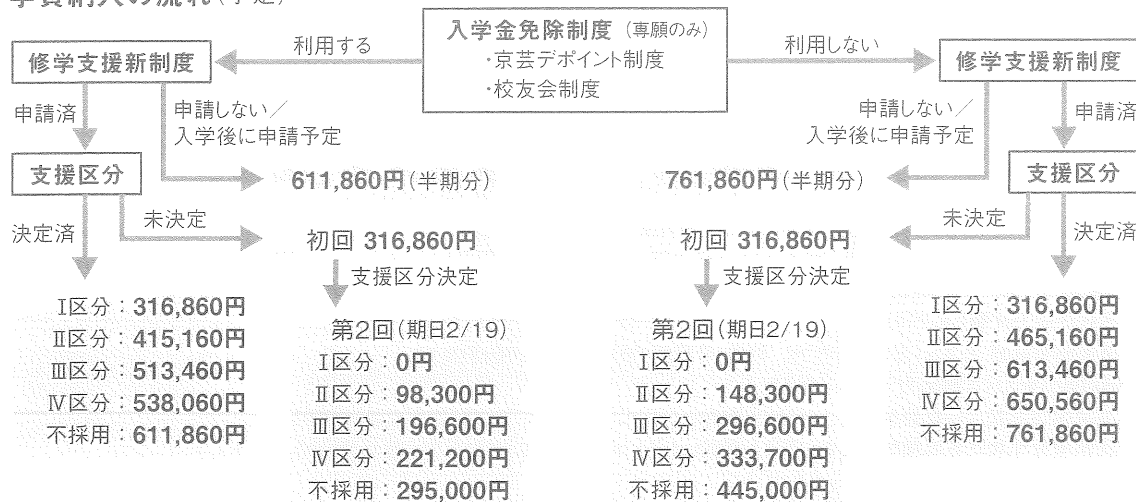 学費納入の流れ(予定)
入学金免除制度（専願のみ）
・京芸デポイント制度
・校友会制度
利用する
利用しない
修学支援新制度
申請済
申請しない／
入学後に申請予定
支援区分
611,860円(半期分)
決定済
未決定
初回 316,860円
支援区分決定
Ⅰ区分：316,860円
Ⅱ区分：415,160円
Ⅲ区分：513,460円
Ⅳ区分：538,060円
不採用：611,860円
第2回(期日2/19)
Ⅰ区分：0円
Ⅱ区分：98,300円
Ⅲ区分：196,600円
Ⅳ区分：221,200円
不採用：295,000円
修学支援新制度
申請しない／
入学後に申請予定
申請済
761,860円(半期分)
支援区分
未決定
決定済
初回 316,860円
支援区分決定
第2回(期日2/19)
Ⅰ区分：0円
Ⅱ区分：148,300円
Ⅲ区分：296,600円
Ⅳ区分：333,700円
不採用：445,000円
Ⅰ区分：316,860円
Ⅱ区分：465,160円
Ⅲ区分：613,460円
Ⅳ区分：650,560円
不採用：761,860円